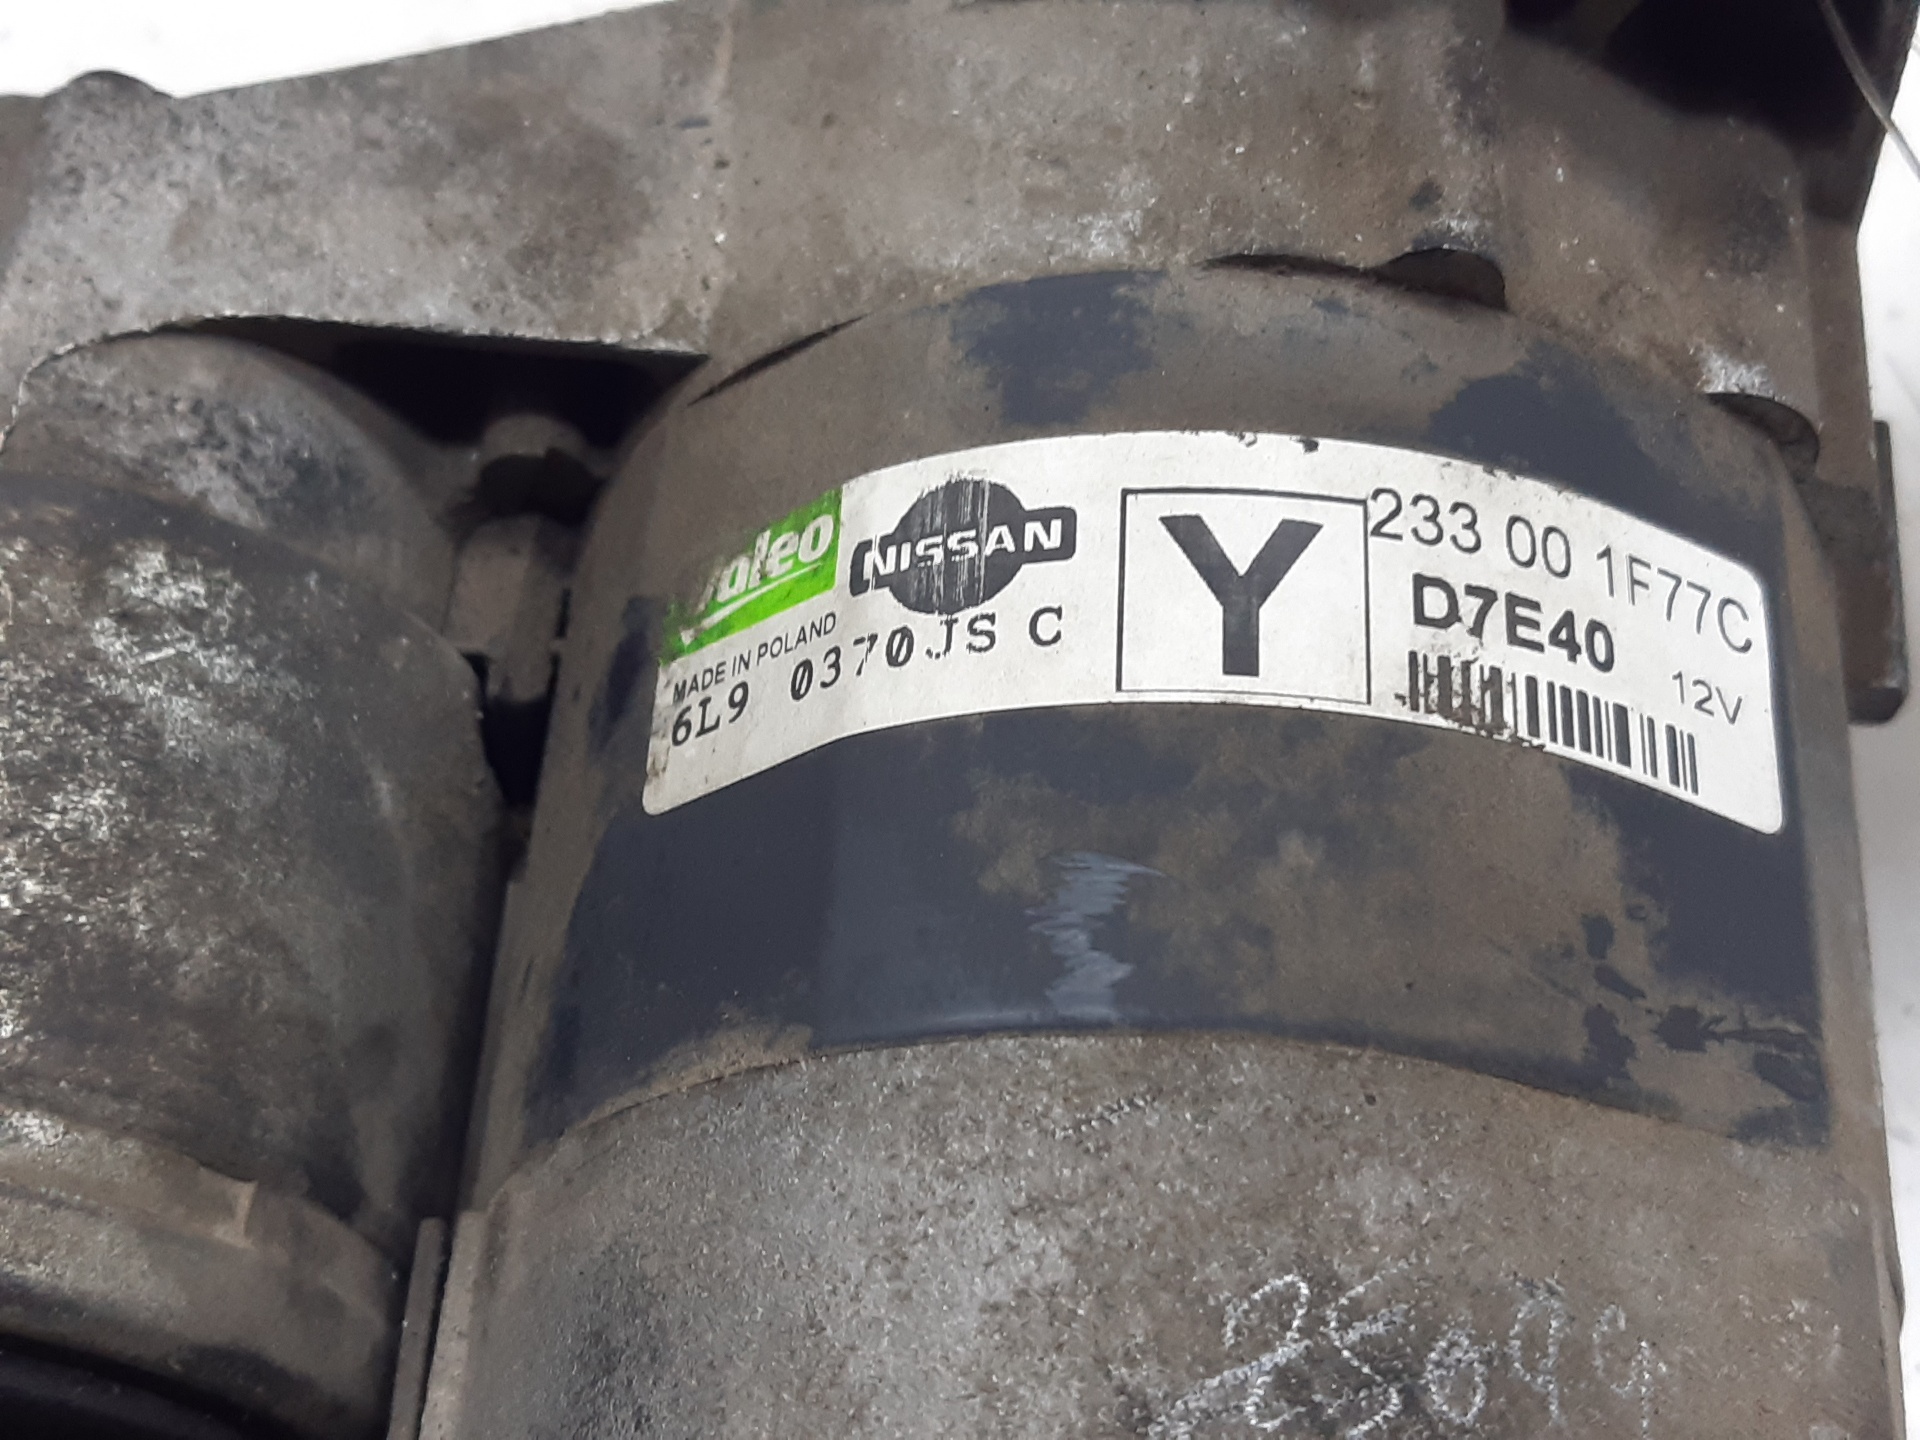 Valeo
NISSAN
Y
233 00 1F77C
D7E40
12V
MADE IN POLAND
6L9 0370JS C